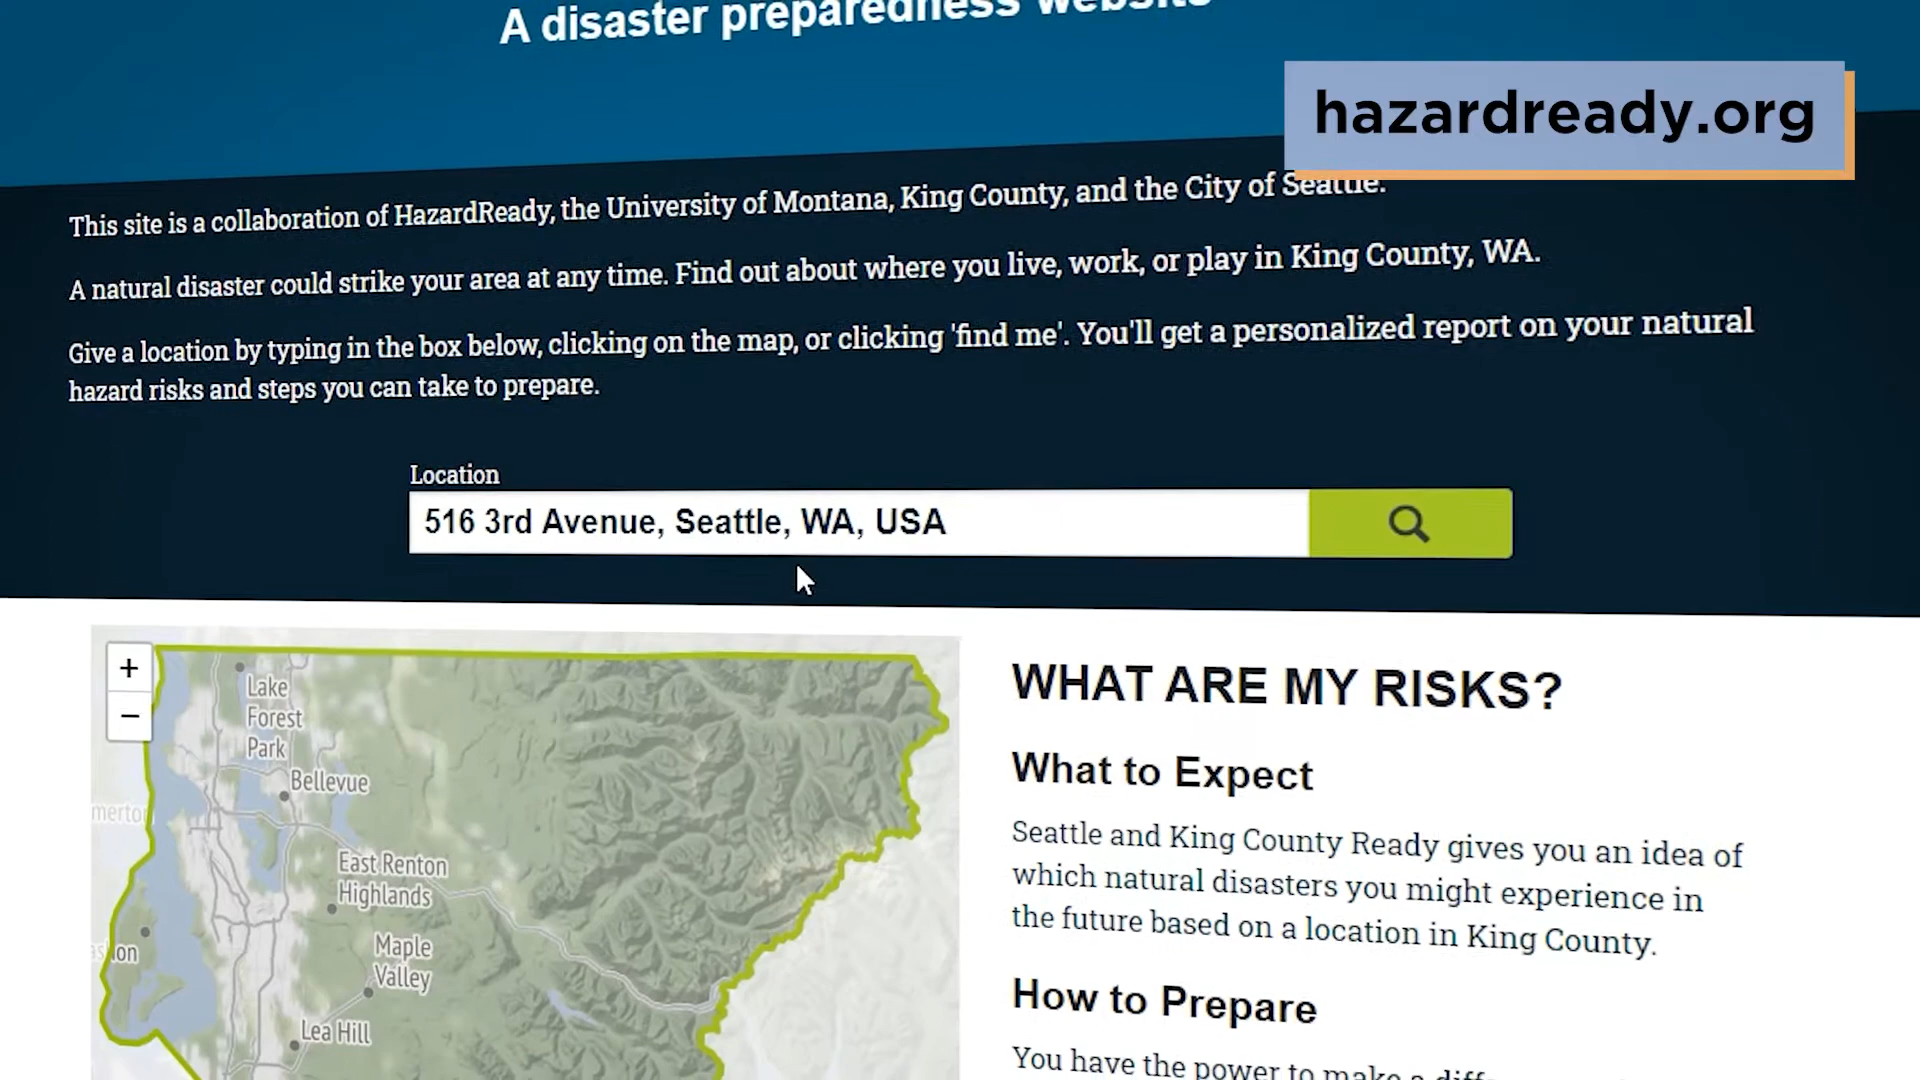 A disaster preparedness website
hazardready.org
This site is a collaboration of HazardReady, the University of Montana, King County, and the City of Seattle.
A natural disaster could strike your area at any time. Find out about where you live, work, or play in King County, WA.
Give a location by typing in the box below, clicking on the map, or clicking 'find me'. You'll get a personalized report on your natural
hazard risks and steps you can take to prepare.
Location
516 3rd Avenue, Seattle, WA, USA
+
−
Lake
Forest
Park
Bellevue
merto
East Renton
Highlands
on
Maple
Valley
Lea Hill
WHAT ARE MY RISKS?
What to Expect
Seattle and King County Ready gives you an idea of
which natural disasters you might experience in
the future based on a location in King County.
How to Prepare
You have the power to make a